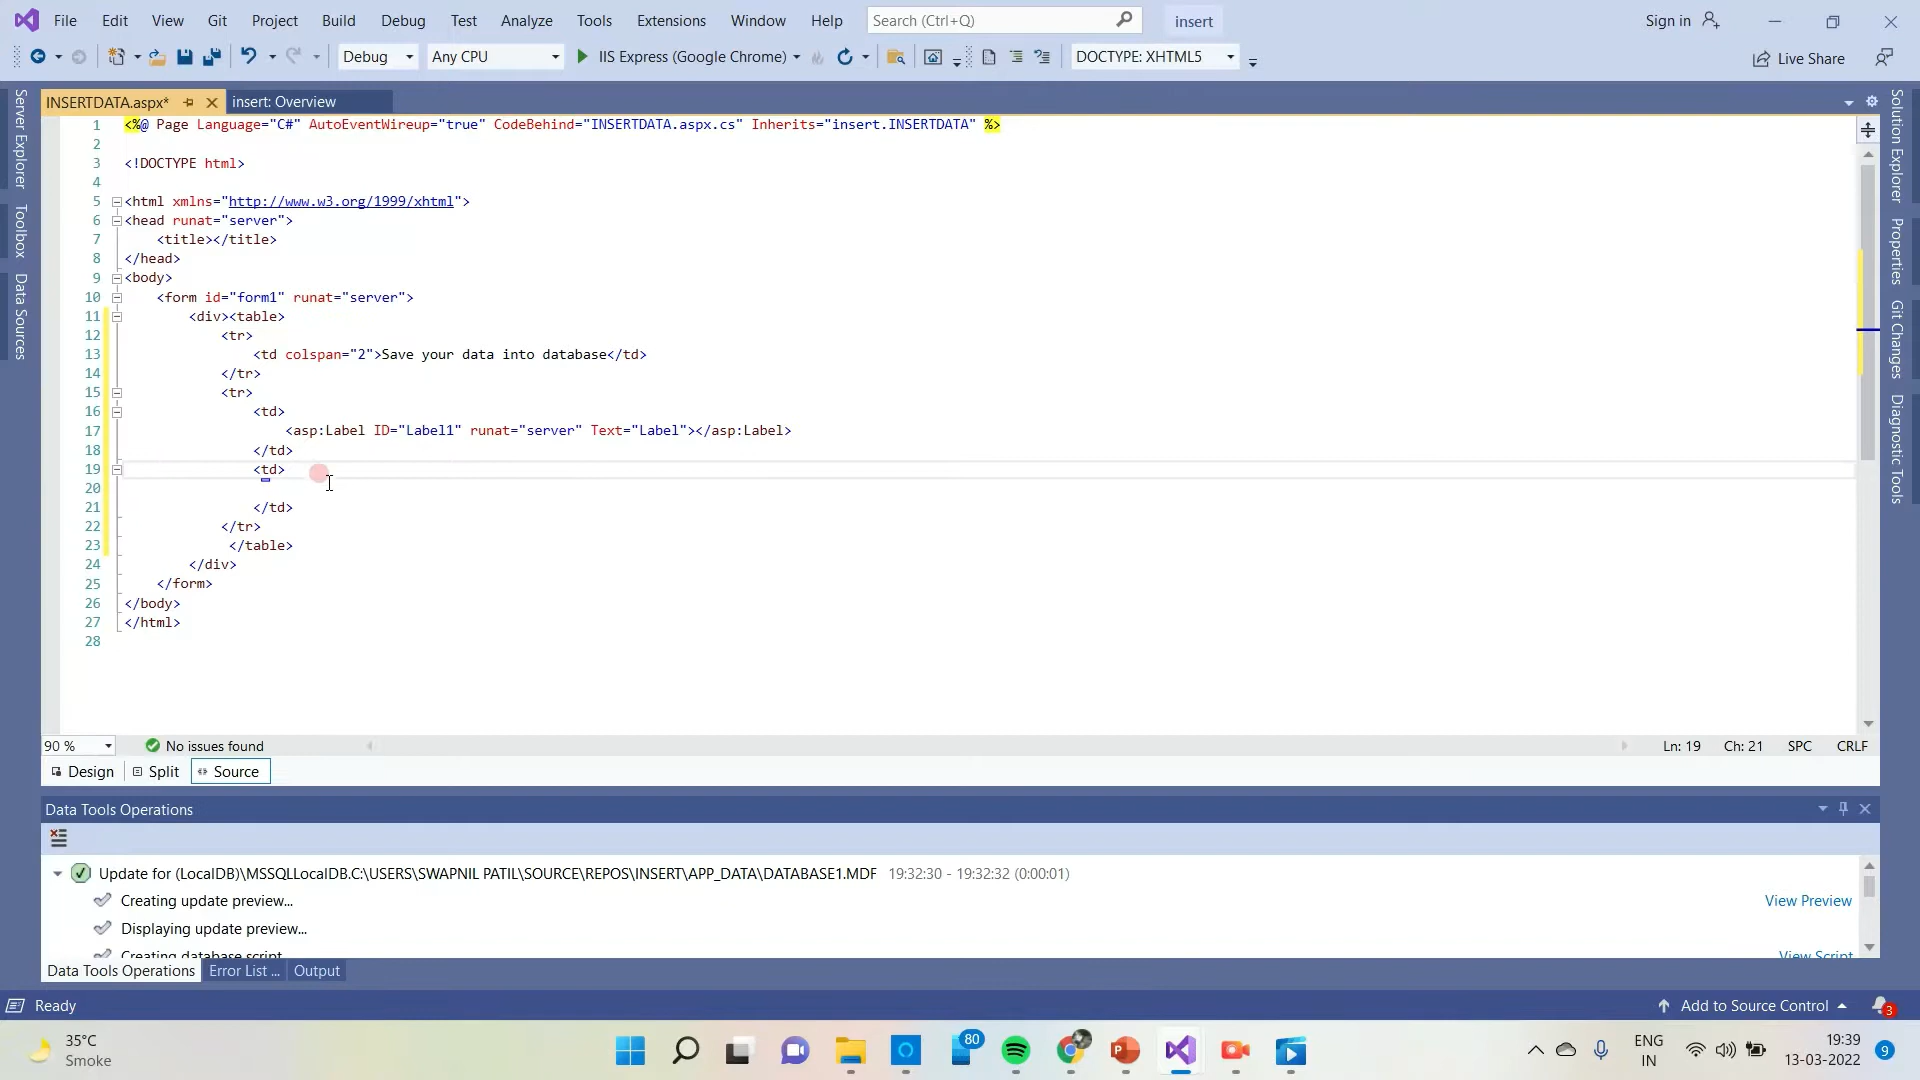 File Edit View Git Project Build Debug Test Analyze Tools Extensions Window Help Search (Ctrl+Q) insert Sign in
Debug Any CPU IIS Express (Google Chrome) DOCTYPE: XHTML5 Live Share
INSERTDATA.aspx* insert: Overview
Server Explorer
Toolbox
Data Sources
1 <%@ Page Language="C#" AutoEventWireup="true" CodeBehind="INSERTDATA.aspx.cs" Inherits="insert.INSERTDATA" %>
2
3 <!DOCTYPE html>
4
5 <html xmlns="http://www.w3.org/1999/xhtml">
6 <head runat="server">
7 <title></title>
8 </head>
9 <body>
10 <form id="form1" runat="server">
11 <div><table>
12 <tr>
13 <td colspan="2">Save your data into database</td>
14 </tr>
15 <tr>
16 <td>
17 <asp:Label ID="Label1" runat="server" Text="Label"></asp:Label>
18 </td>
19 <td>
20
21 </td>
22 </tr>
23 </table>
24 </div>
25 </form>
26 </body>
27 </html>
28
Solution Explorer
Properties
Git Changes
Diagnostic Tools
90 % No issues found Ln: 19 Ch: 21 SPC CRLF
Design Split Source
Data Tools Operations
Update for (LocalDB)\MSSQLLocalDB.C:\USERS\SWAPNIL PATIL\SOURCE\REPOS\INSERT\APP_DATA\DATABASE1.MDF 19:32:30 - 19:32:32 (0:00:01)
Creating update preview... View Preview
Displaying update preview...
Creating database script View Script
Data Tools Operations Error List ... Output
Ready Add to Source Control 3
35°C
Smoke
80
ENG
IN
19:39
13-03-2022
9